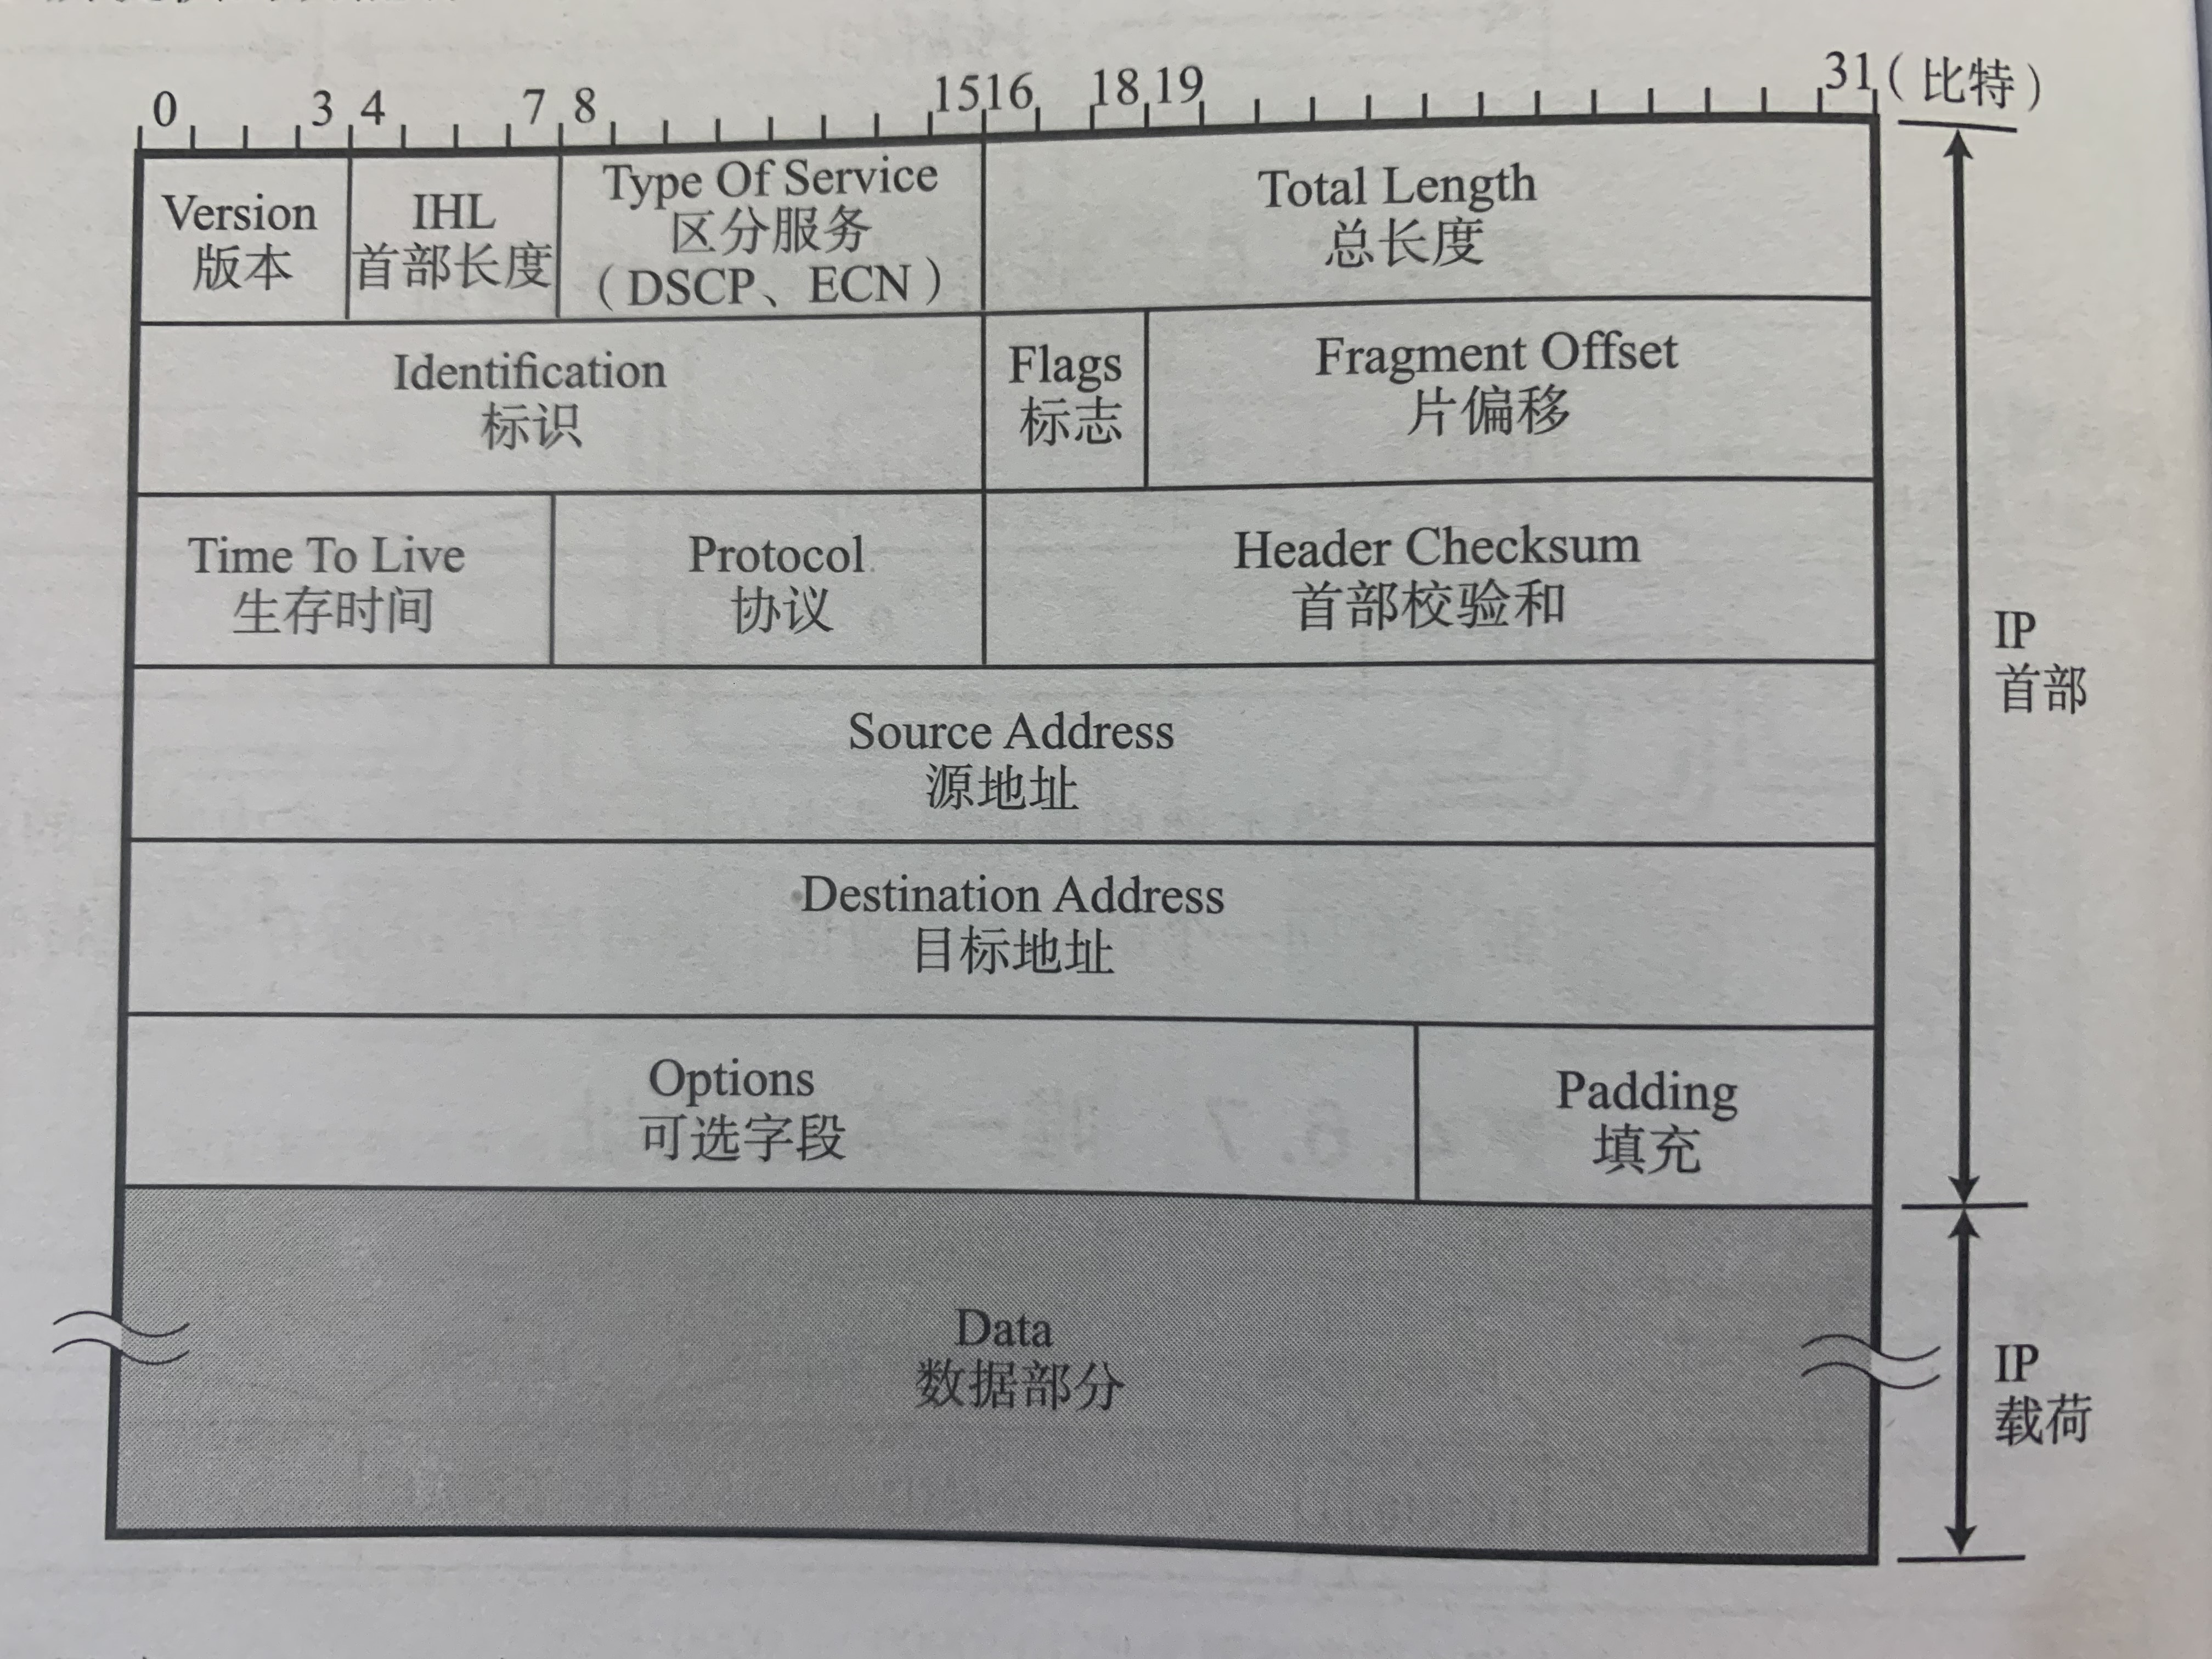 0 3 4 7 8 15 16 18 19 31（比特）
Version
版本
IHL
首部长度
Type Of Service
区分服务
（DSCP、ECN）
Total Length
总长度
Identification
标识
Flags
标志
Fragment Offset
片偏移
Time To Live
生存时间
Protocol
协议
Header Checksum
首部校验和
IP
首部
Source Address
源地址
Destination Address
目标地址
Options
可选字段
Padding
填充
Data
数据部分
IP
载荷